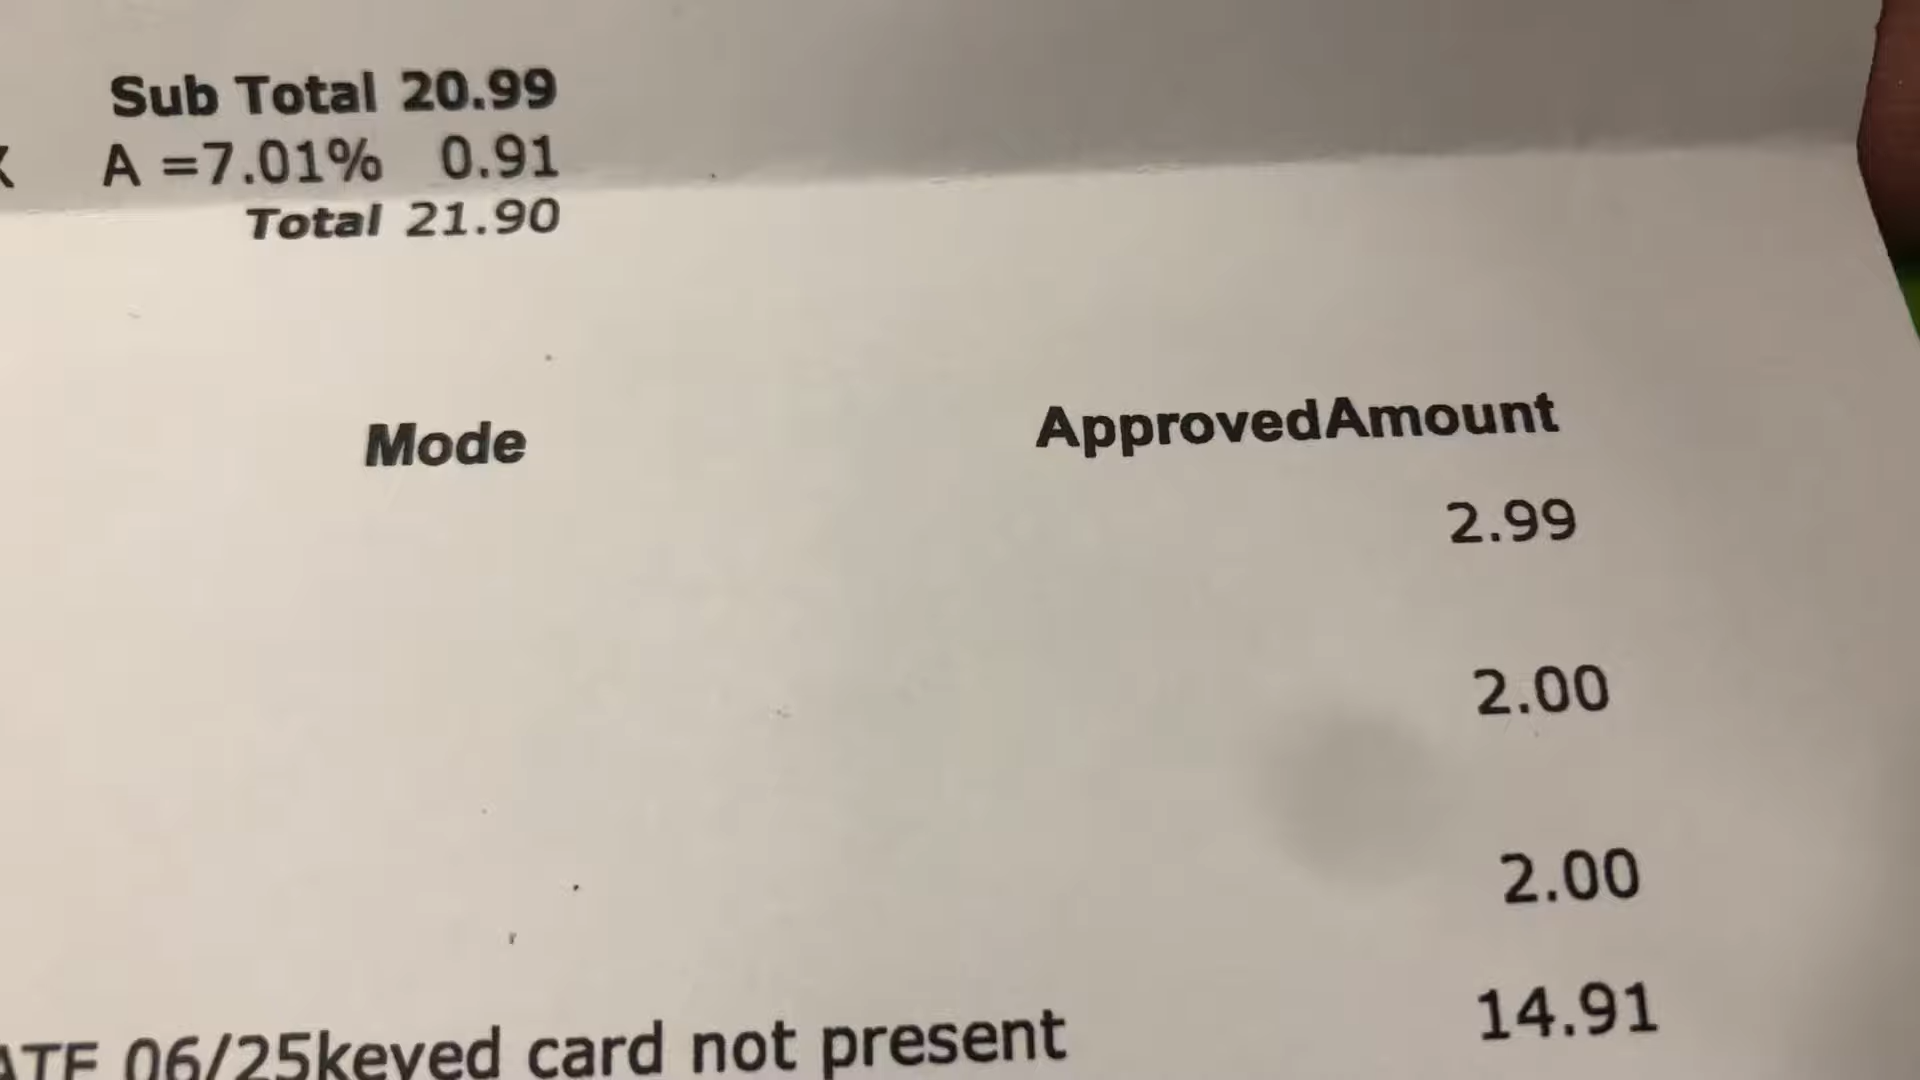 Sub Total 20.99
A =7.01% 0.91
Total 21.90
Mode ApprovedAmount
2.99
2.00
2.00
14.91
06/25keyed card not present